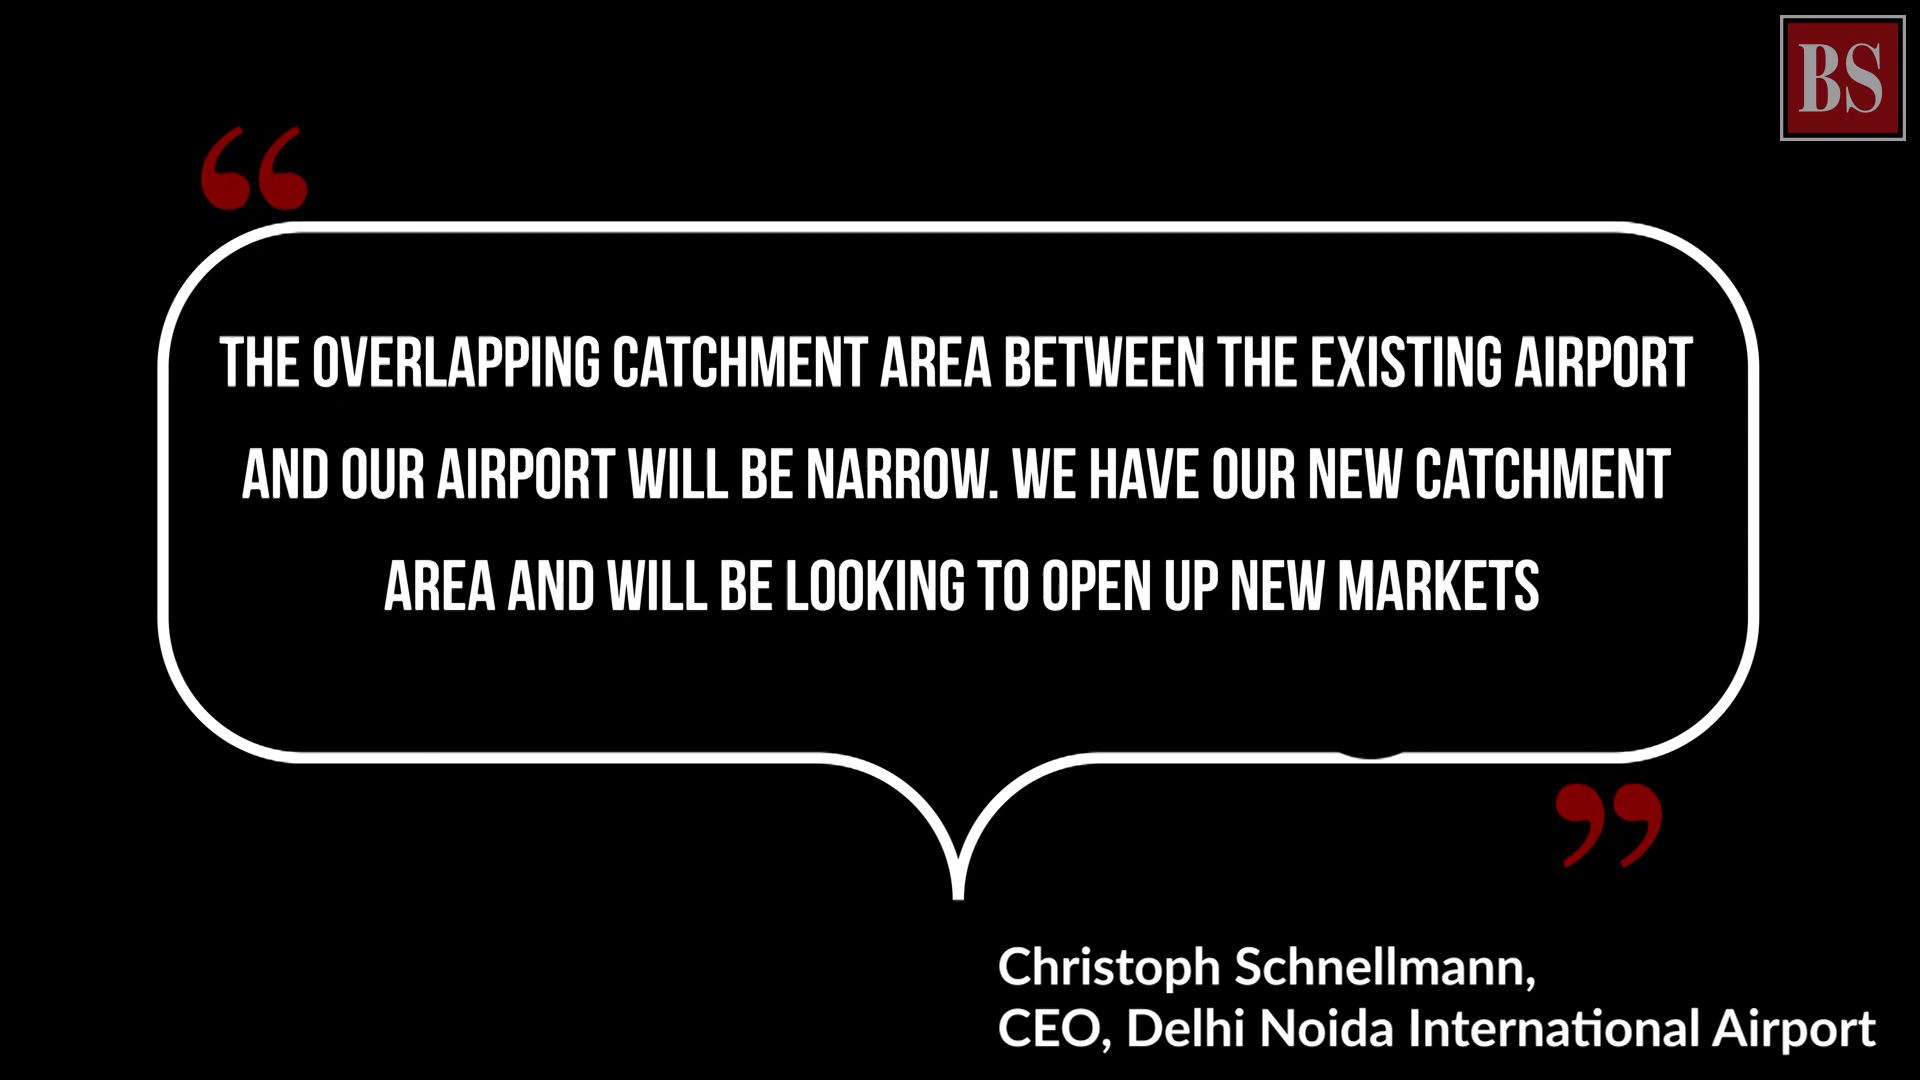 BS
“
THE OVERLAPPING CATCHMENT AREA BETWEEN THE EXISTING AIRPORT
AND OUR AIRPORT WILL BE NARROW. WE HAVE OUR NEW CATCHMENT
AREA AND WILL BE LOOKING TO OPEN UP NEW MARKETS
”
Christoph Schnellmann,
CEO, Delhi Noida International Airport